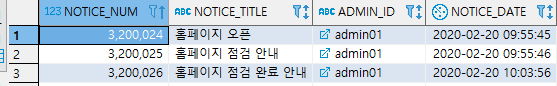 123 NOTICE_NUM ABC NOTICE_TITLE ABC ADMIN_ID NOTICE_DATE
1 3,200,024 홈페이지 오픈 admin01 2020-02-20 09:55:45
2 3,200,025 홈페이지 점검 안내 admin01 2020-02-20 09:55:46
3 3,200,026 홈페이지 점검 완료 안내 admin01 2020-02-20 10:03:56